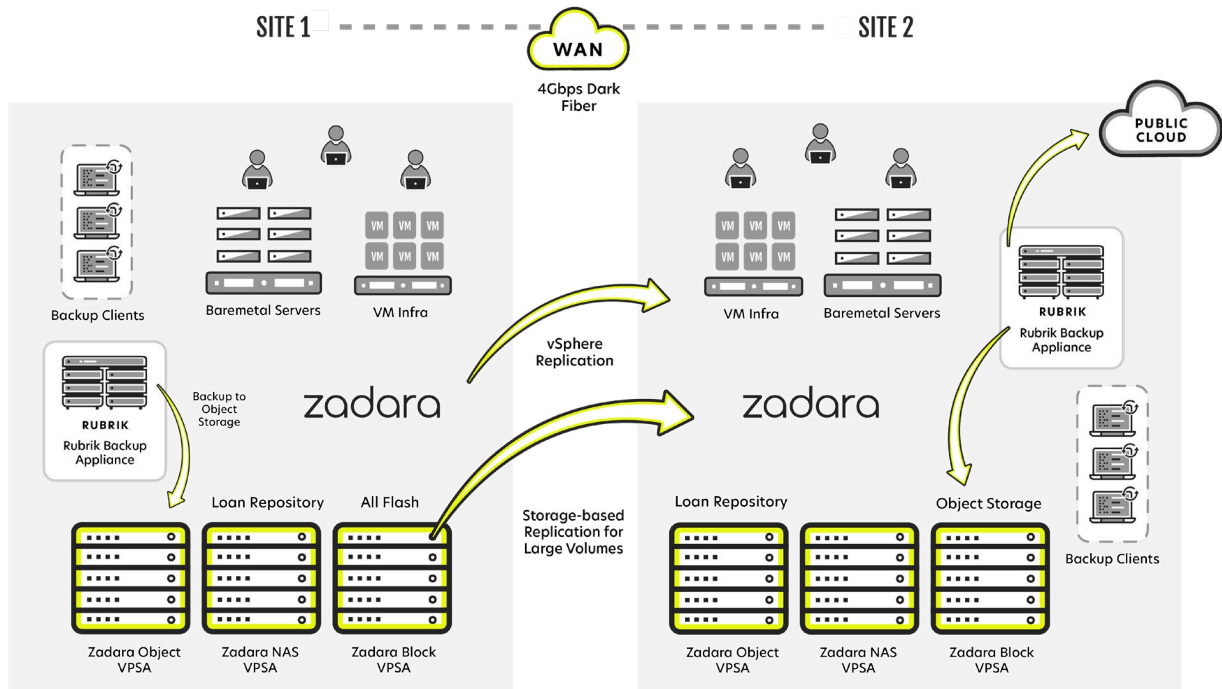 SITE 1
WAN
SITE 2
4Gbps Dark
Fiber
PUBLIC
CLOUD
Backup Clients
Baremetal Servers
VM VM VM
VM VM VM
VM Infra
RUBRIK
Rubrik Backup
Appliance
Backup to
Object
Storage
zadara
vSphere
Replication
Loan Repository
All Flash
Storage-based
Replication for
Large Volumes
Zadara Object
VPSA
Zadara NAS
VPSA
Zadara Block
VPSA
VM VM VM
VM VM VM
VM Infra
Baremetal Servers
RUBRIK
Rubrik Backup
Appliance
zadara
Loan Repository
Object Storage
Backup Clients
Zadara Object
VPSA
Zadara NAS
VPSA
Zadara Block
VPSA